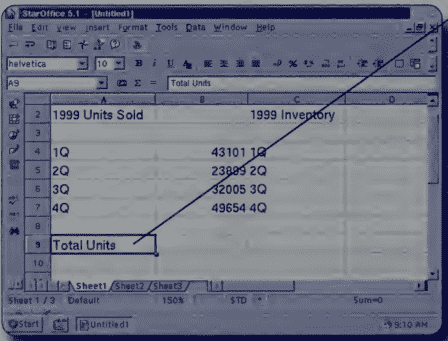 StarOffice 5.1 - [Untitled1]
File Edit View Insert Format Tools Data Window Help
helvetica 10 B i U
A9 Σ = Total Units
A B C D
2 1999 Units Sold 1999 Inventory
3
4 1Q 43101 1Q
5 2Q 23899 2Q
6 3Q 32005 3Q
7 4Q 49654 4Q
8
9 Total Units
10
Sheet1 Sheet2 Sheet3
Sheet 1 / 3 Default 150% STD * Sum=0
Start Untitled1 9:10 AM